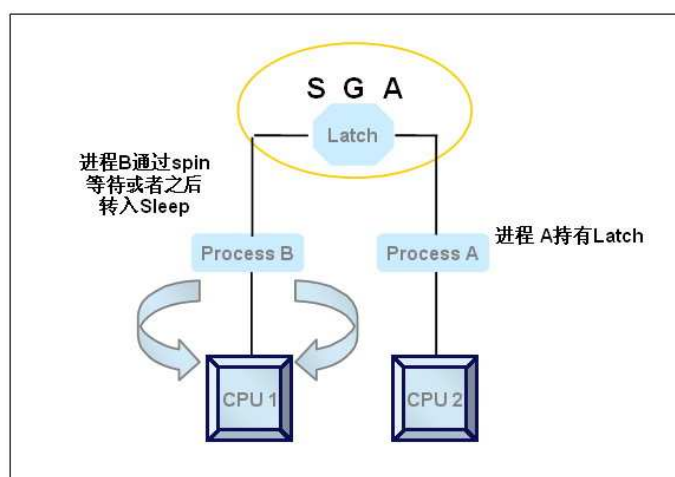 S G A
Latch
进程B通过spin
等待或者之后
转入Sleep
进程 A持有Latch
Process B
Process A
CPU 1
CPU 2